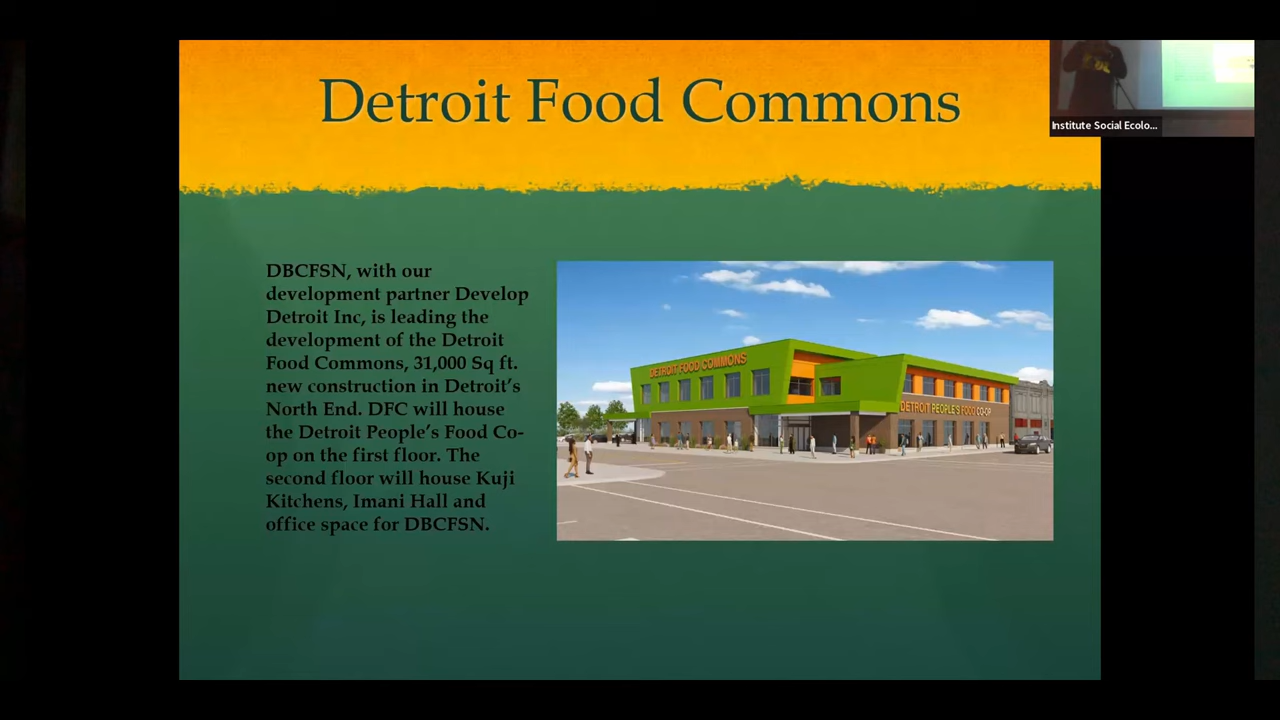 Detroit Food Commons
Institute Social Ecolo...
DBCFSN, with our
development partner Develop
Detroit Inc, is leading the
development of the Detroit
Food Commons, 31,000 Sq ft.
new construction in Detroit's
North End. DFC will house
the Detroit People's Food Co-
op on the first floor. The
second floor will house Kuji
Kitchens, Imani Hall and
office space for DBCFSN.
DETROIT FOOD COMMONS
DETROIT PEOPLE'S FOOD CO-OP